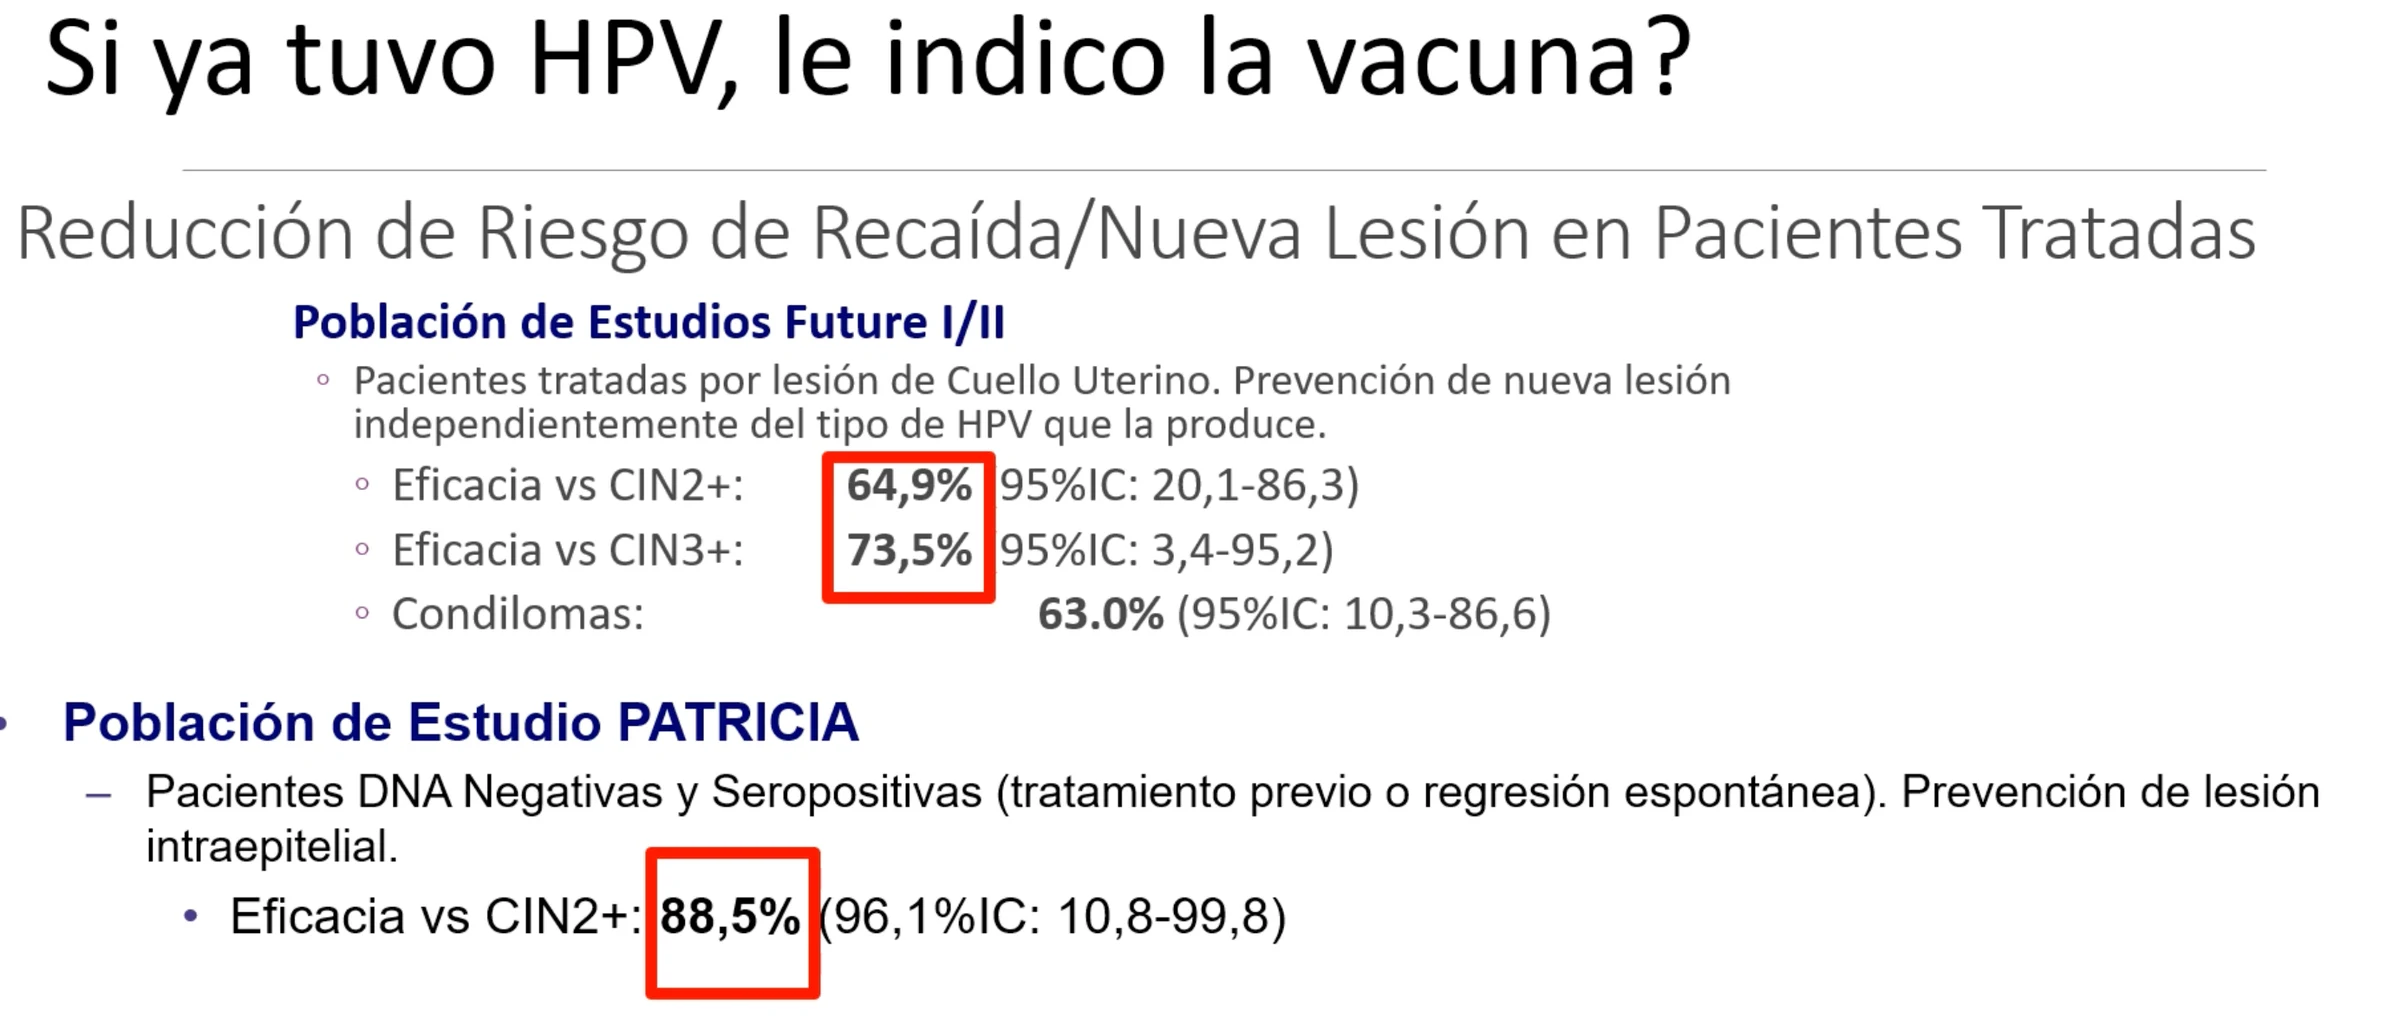 Si ya tuvo HPV, le indico la vacuna?
Reducción de Riesgo de Recaída/Nueva Lesión en Pacientes Tratadas
Población de Estudios Future I/II
◦ Pacientes tratadas por lesión de Cuello Uterino. Prevención de nueva lesión
independientemente del tipo de HPV que la produce.
◦ Eficacia vs CIN2+: 64,9% (95%IC: 20,1-86,3)
◦ Eficacia vs CIN3+: 73,5% (95%IC: 3,4-95,2)
◦ Condilomas: 63.0% (95%IC: 10,3-86,6)
• Población de Estudio PATRICIA
– Pacientes DNA Negativas y Seropositivas (tratamiento previo o regresión espontánea). Prevención de lesión
intraepitelial.
• Eficacia vs CIN2+: 88,5% (96,1%IC: 10,8-99,8)